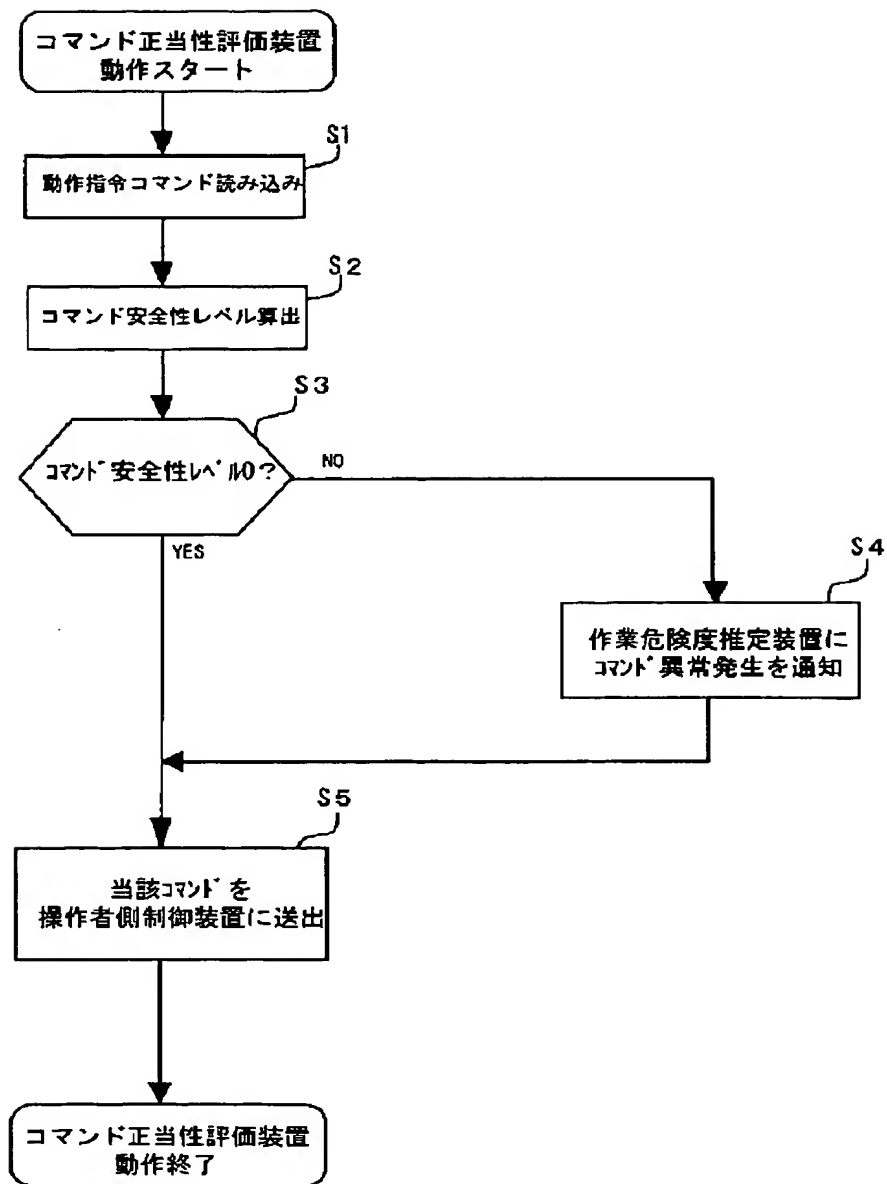 コマンド正当性評価装置
動作スタート
S1
動作指令コマンド読み込み
S2
コマンド安全性レベル算出
S3
ｺﾏﾝﾄﾞ安全性ﾚﾍﾞﾙ0？
NO
YES
S4
作業危険度推定装置に
ｺﾏﾝﾄﾞ異常発生を通知
S5
当該ｺﾏﾝﾄﾞを
操作者側制御装置に送出
コマンド正当性評価装置
動作終了